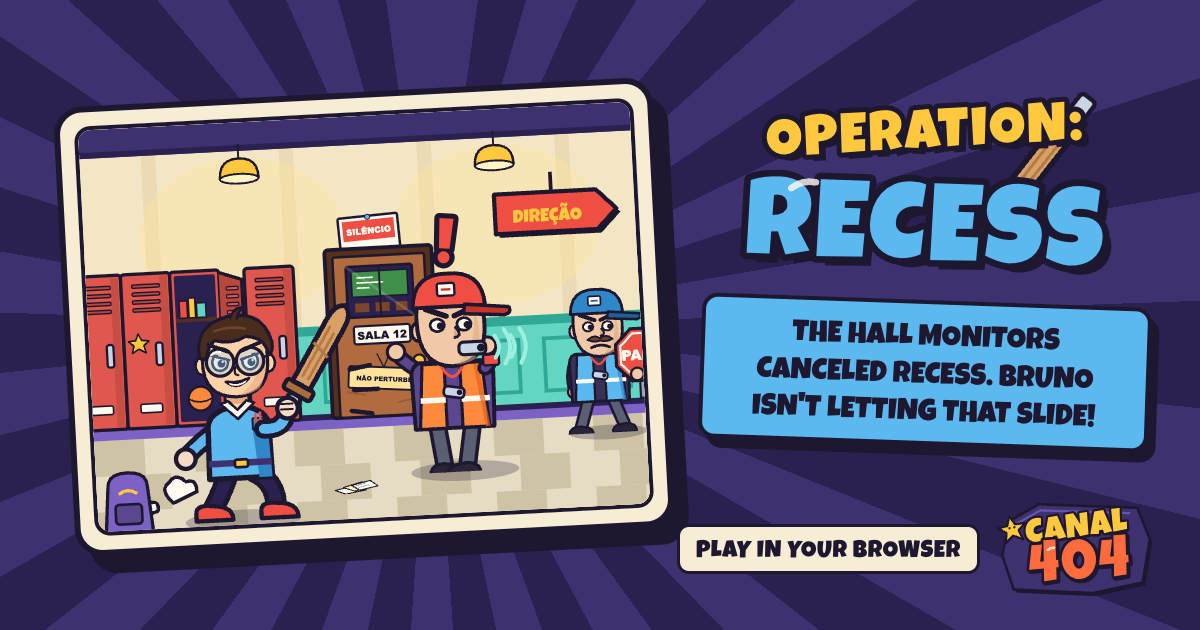 SILÊNCIO
DIREÇÃO
SALA 12
NÃO PERTURBE
OPERATION:
RECESS
THE HALL MONITORS
CANCELED RECESS. BRUNO
ISN'T LETTING THAT SLIDE!
PLAY IN YOUR BROWSER
CANAL
404